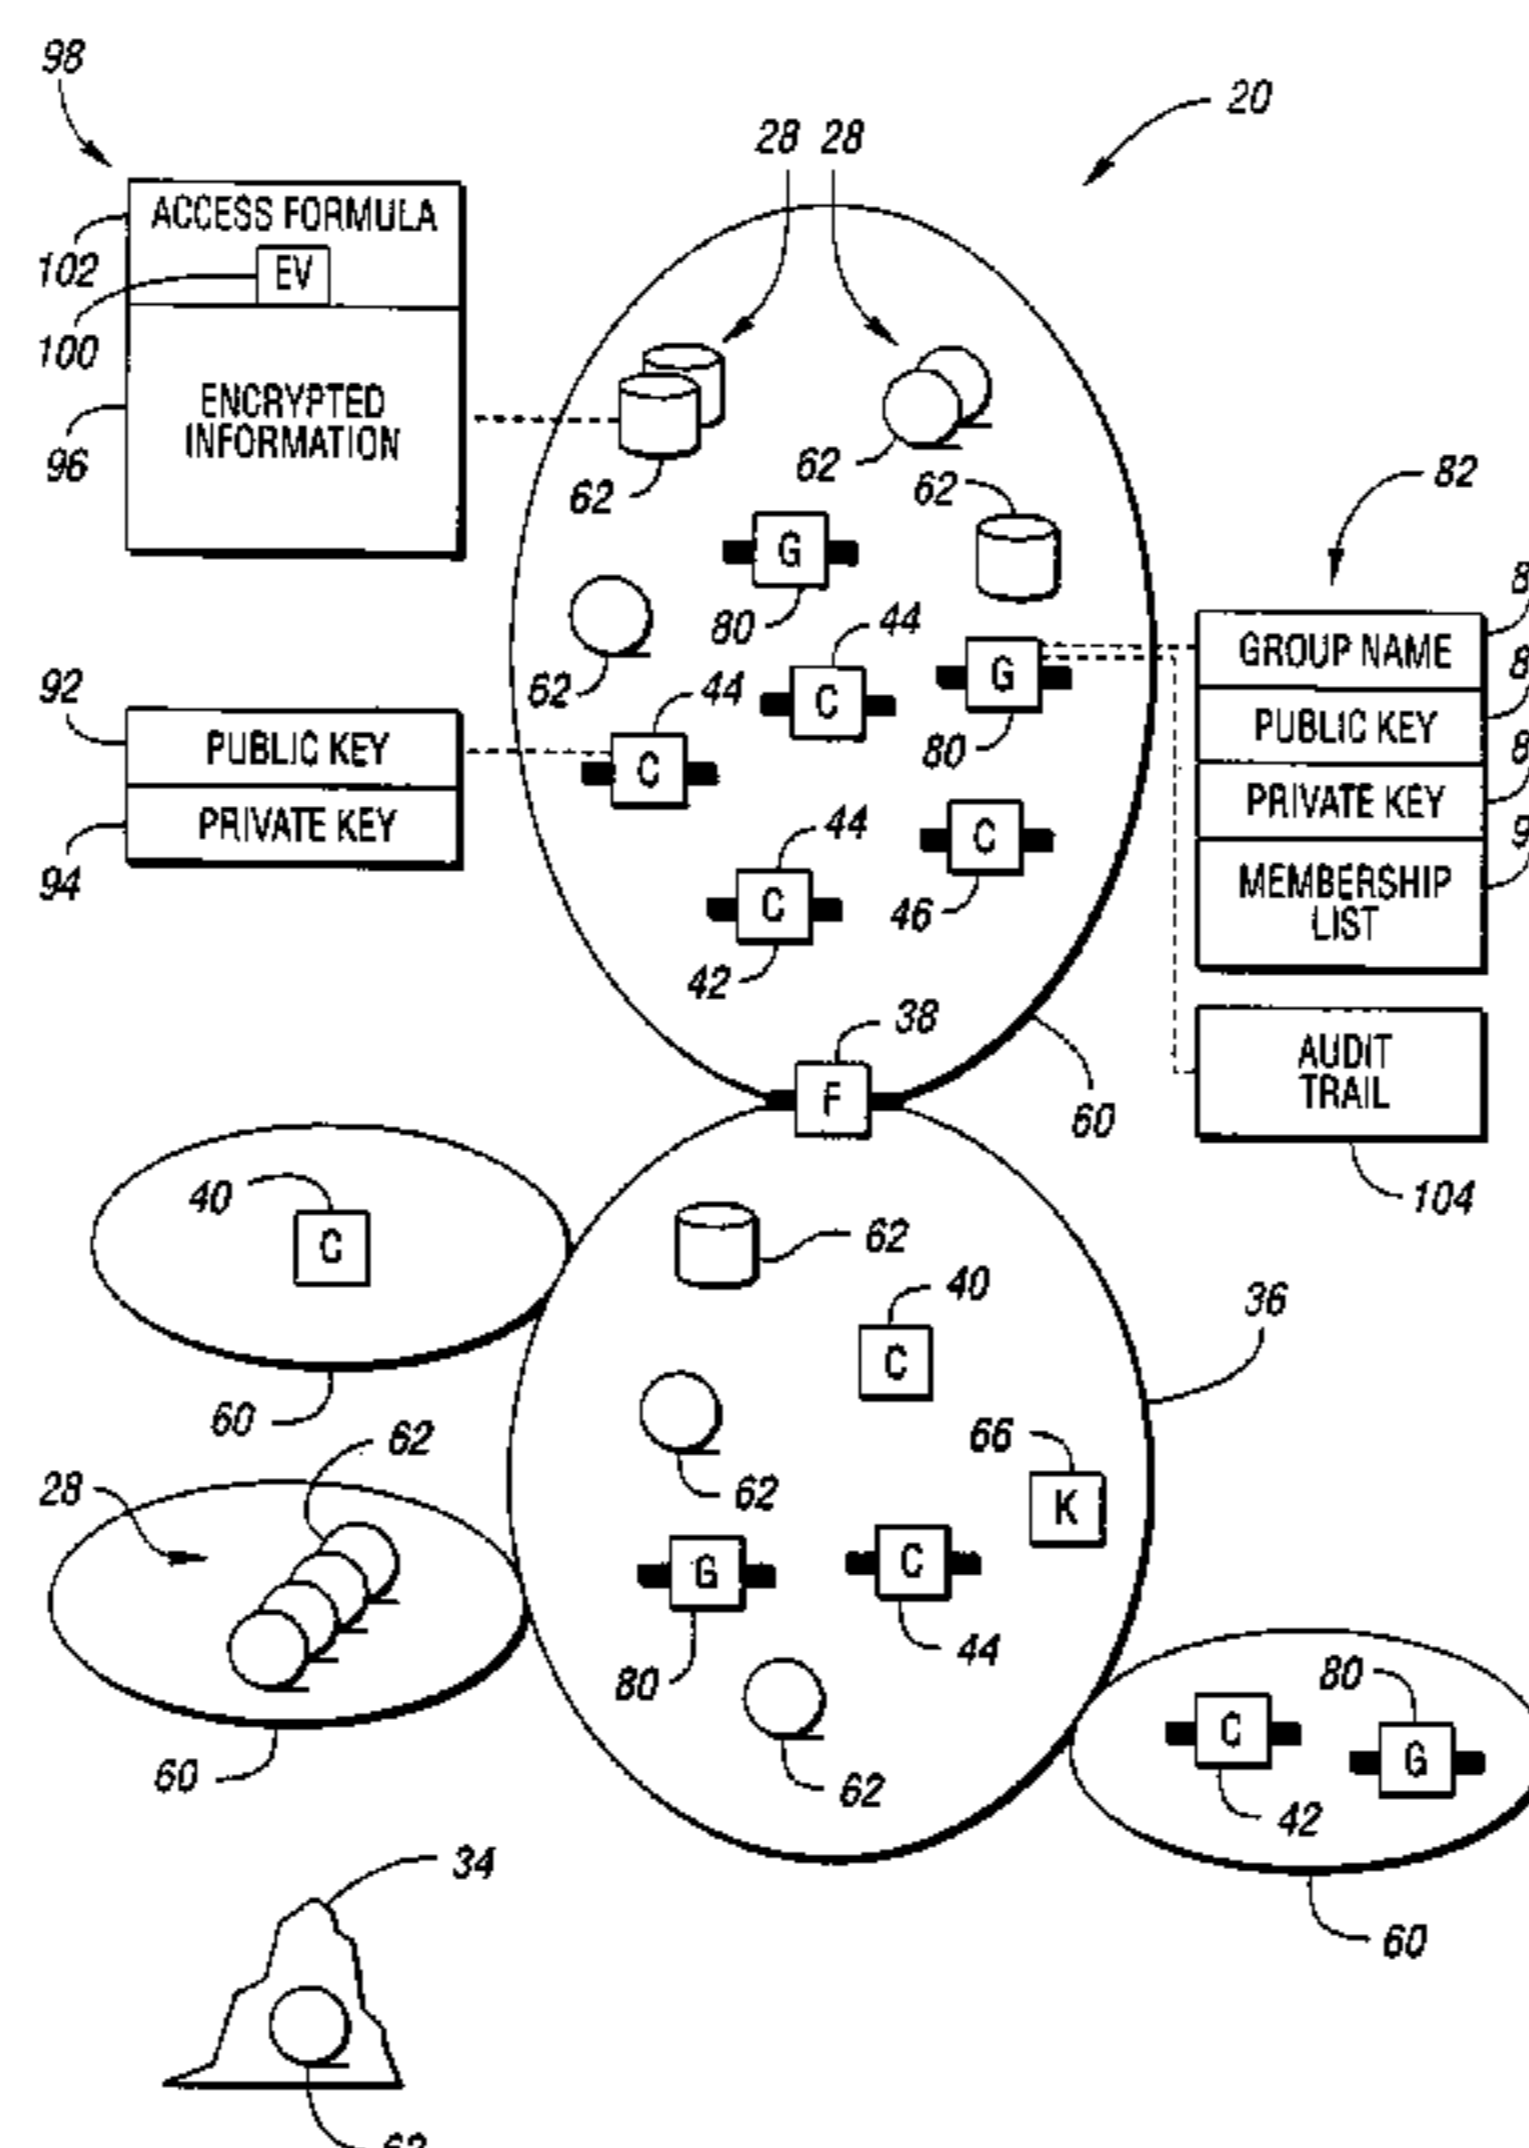 98
20
28 28
ACCESS FORMULA
102
EV
100
ENCRYPTED
INFORMATION
96
62
62
62
82
G
80
44
62
G
GROUP NAME
92
44
C
80
PUBLIC KEY
PUBLIC KEY
C
PRIVATE KEY
PRIVATE KEY
94
44
C
MEMBERSHIP
LIST
C
46
42
38
F
60
AUDIT
TRAIL
104
40
C
62
40
C
36
60
62
66
K
28
62
G
C
80
44
62
60
80
C
G
42
60
34